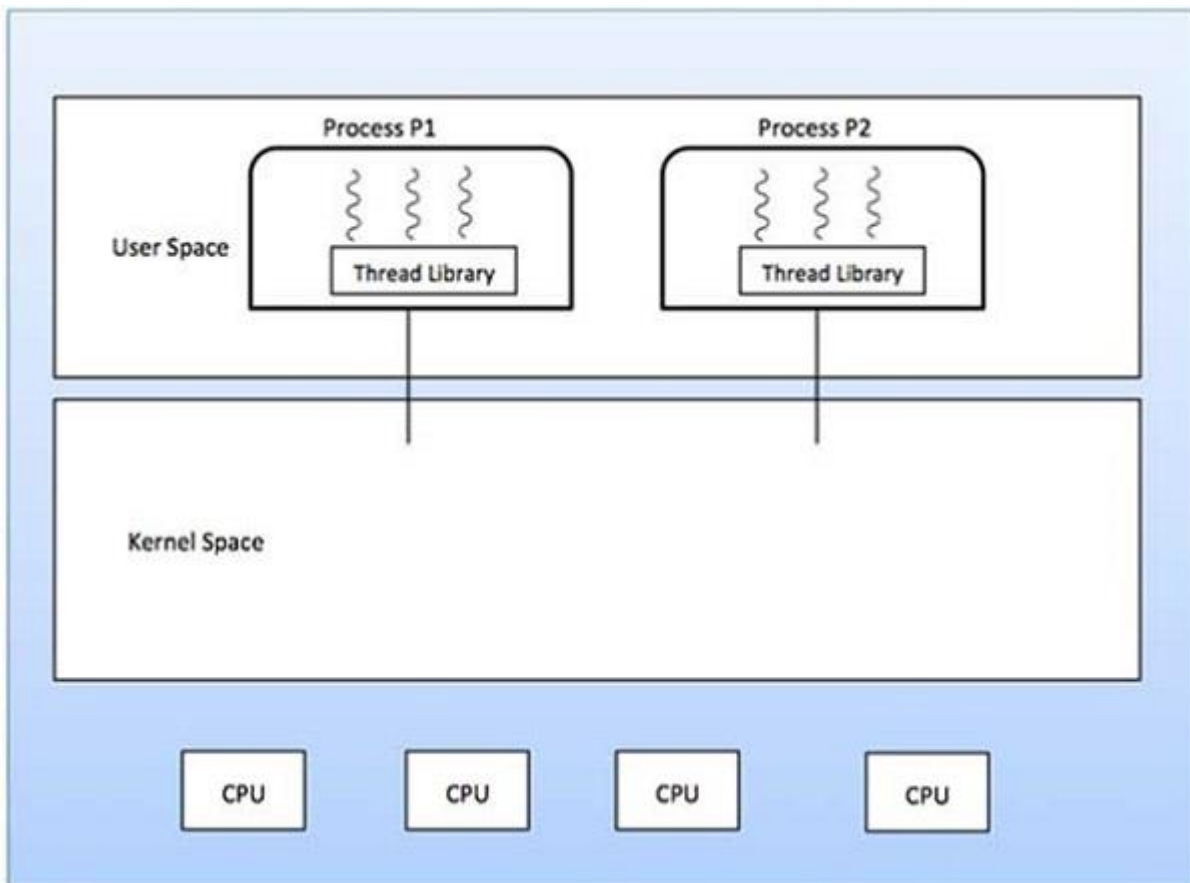 Process P1
Process P2
User Space
Thread Library
Thread Library
Kernel Space
CPU
CPU
CPU
CPU